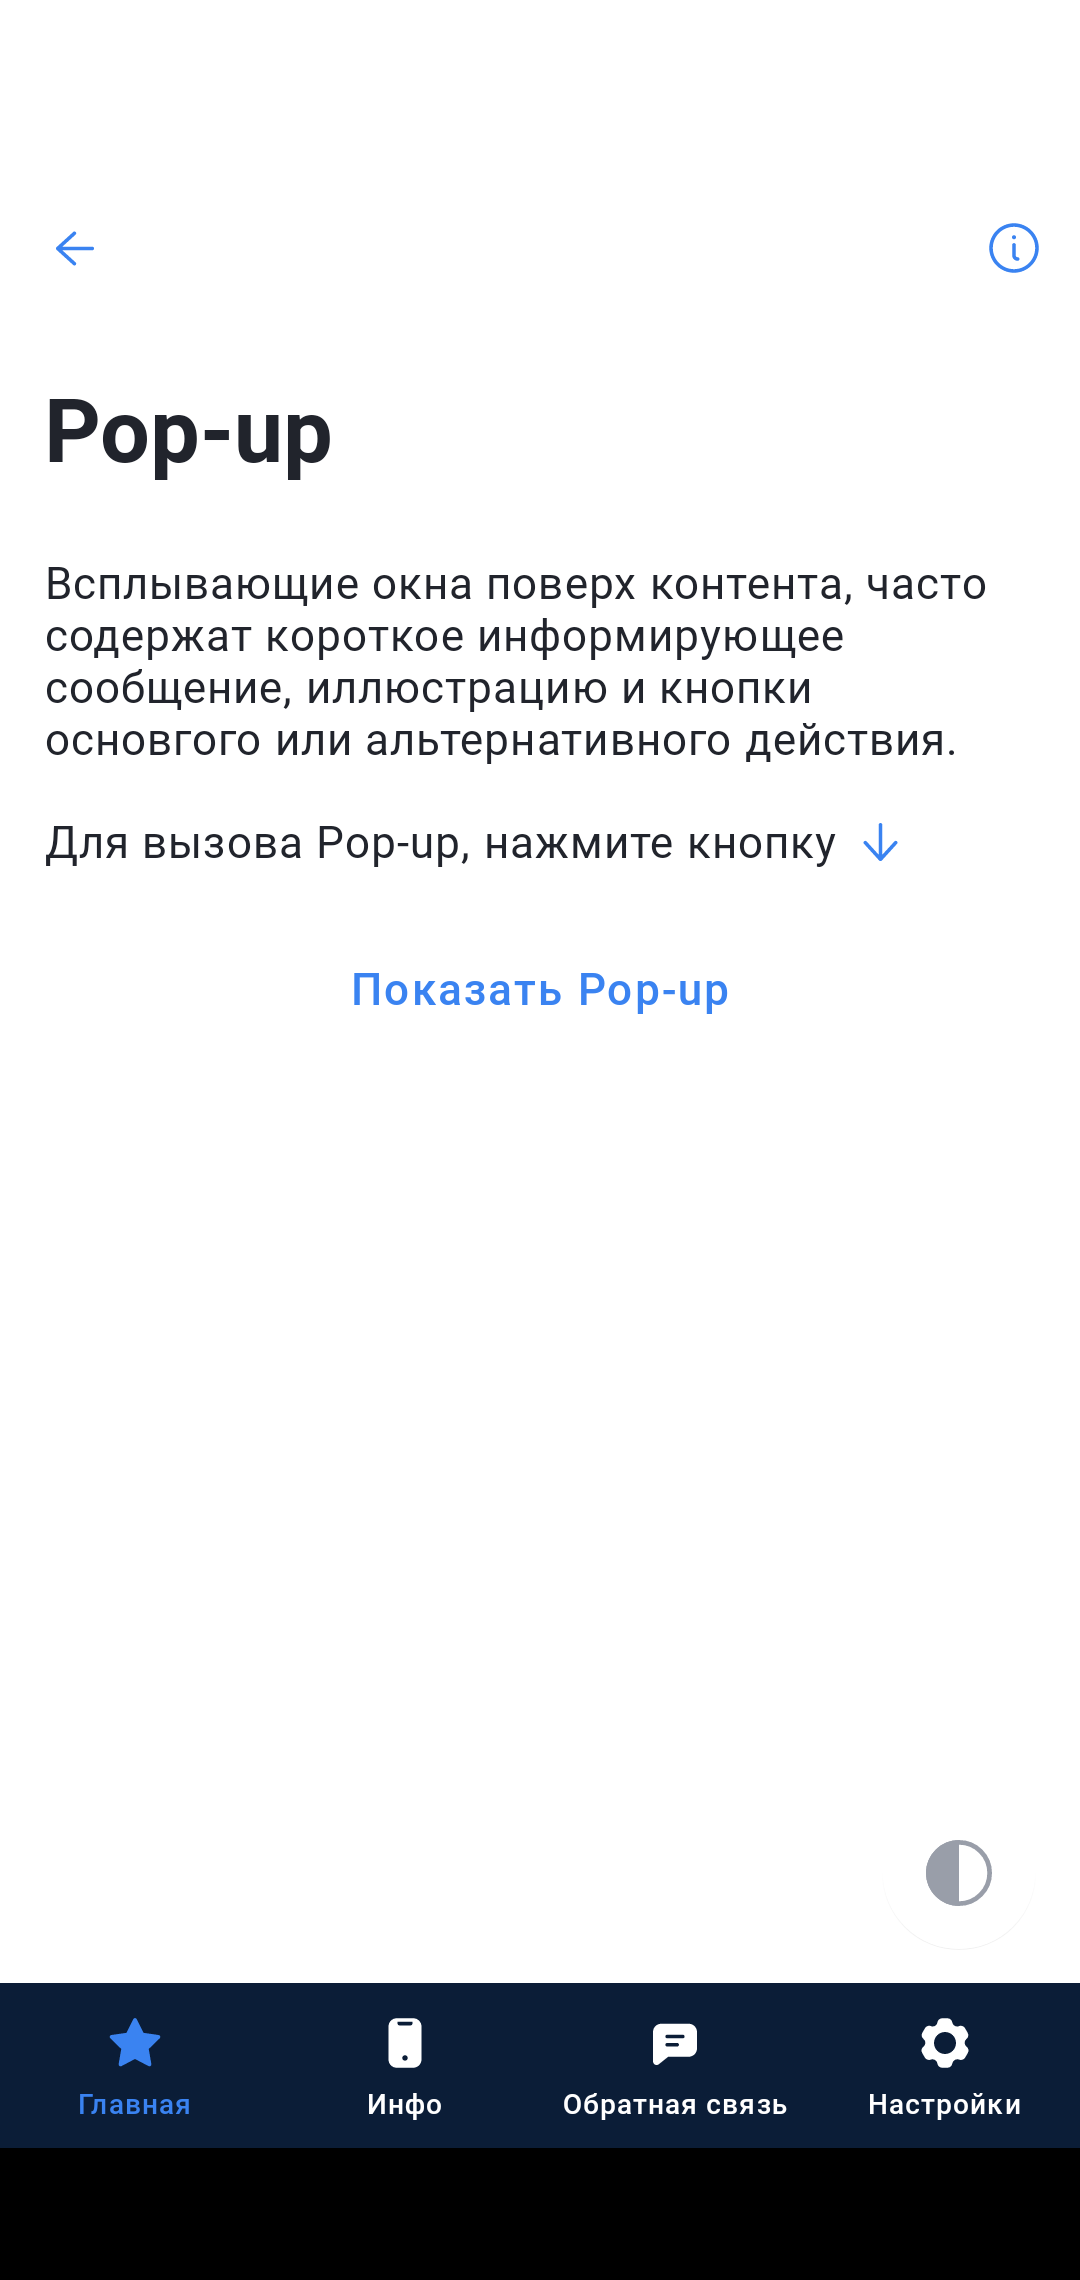 Pop-up
Всплывающие окна поверх контента, часто
содержат короткое информирующее
сообщение, иллюстрацию и кнопки
основгого или альтернативного действия.
Для вызова Pop-up, нажмите кнопку
Показать Pop-up
Главная
Инфо
Обратная связь
Настройки